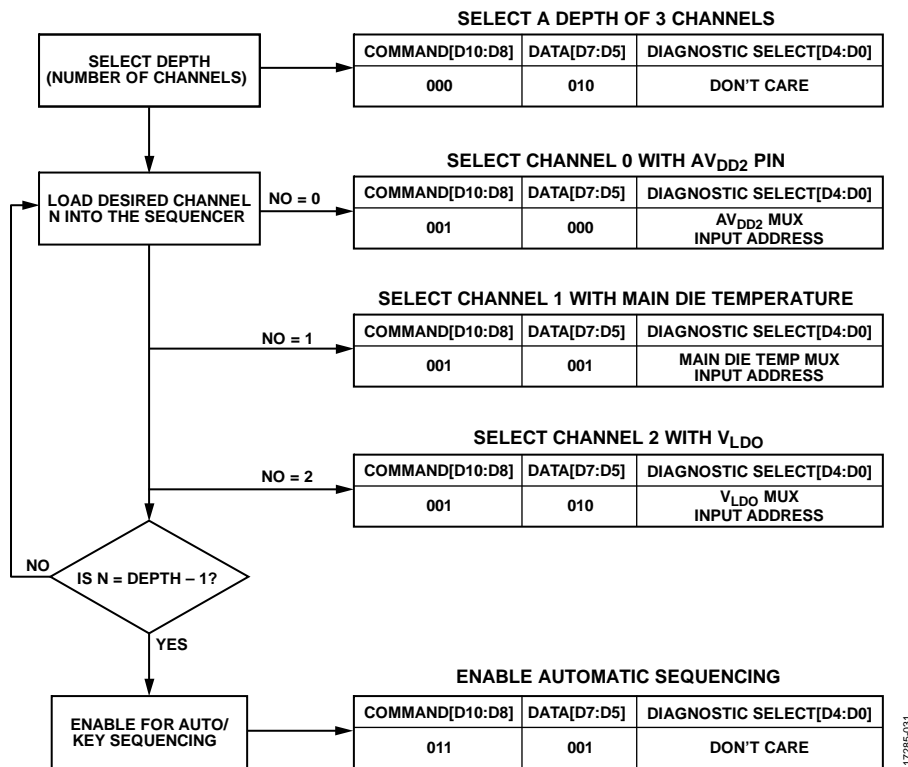 SELECT A DEPTH OF 3 CHANNELS
SELECT DEPTH
(NUMBER OF CHANNELS)
COMMAND[D10:D8] DATA[D7:D5] DIAGNOSTIC SELECT[D4:D0]
000 010 DON'T CARE
SELECT CHANNEL 0 WITH AVDD2 PIN
LOAD DESIRED CHANNEL
N INTO THE SEQUENCER
NO = 0
COMMAND[D10:D8] DATA[D7:D5] DIAGNOSTIC SELECT[D4:D0]
001 000 AVDD2 MUX
INPUT ADDRESS
SELECT CHANNEL 1 WITH MAIN DIE TEMPERATURE
NO = 1
COMMAND[D10:D8] DATA[D7:D5] DIAGNOSTIC SELECT[D4:D0]
001 001 MAIN DIE TEMP MUX
INPUT ADDRESS
SELECT CHANNEL 2 WITH VLDO
NO = 2
COMMAND[D10:D8] DATA[D7:D5] DIAGNOSTIC SELECT[D4:D0]
001 010 VLDO MUX
INPUT ADDRESS
NO
IS N = DEPTH – 1?
YES
ENABLE AUTOMATIC SEQUENCING
ENABLE FOR AUTO/
KEY SEQUENCING
COMMAND[D10:D8] DATA[D7:D5] DIAGNOSTIC SELECT[D4:D0]
011 001 DON'T CARE
17285-031